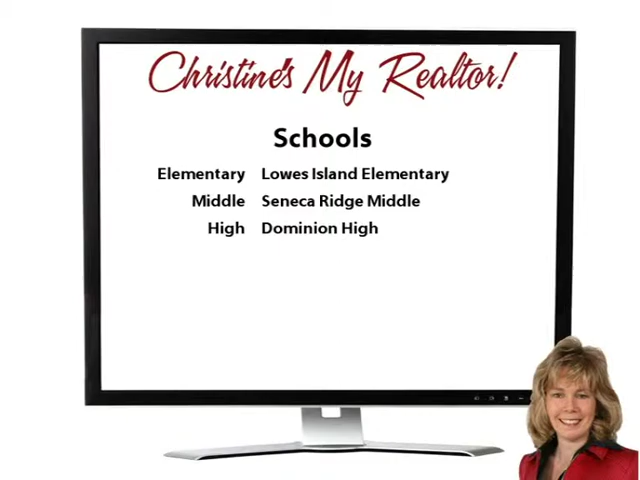 Christine's My Realtor!
Schools
Elementary Lowes Island Elementary
Middle Seneca Ridge Middle
High Dominion High